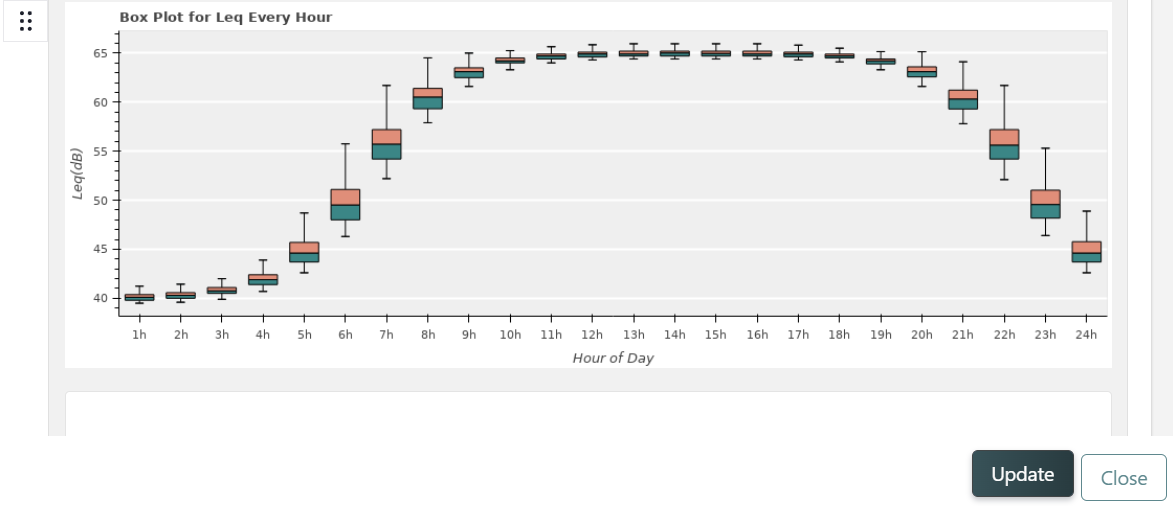 Box Plot for Leq Every Hour
65
60
55
50
45
40
Leq(dB)
1h 2h 3h 4h 5h 6h 7h 8h 9h 10h 11h 12h 13h 14h 15h 16h 17h 18h 19h 20h 21h 22h 23h 24h
Hour of Day
Update Close